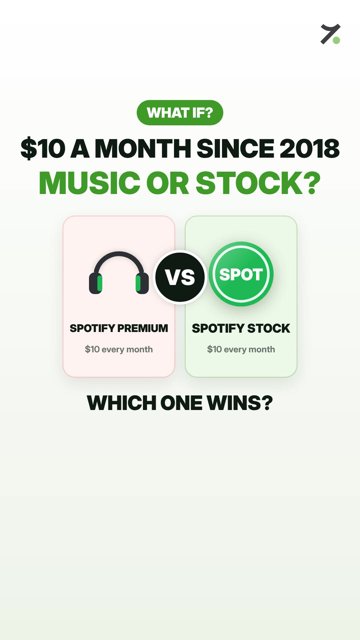 WHAT IF?
$10 A MONTH SINCE 2018
MUSIC OR STOCK?
VS
SPOT
SPOTIFY PREMIUM
$10 every month
SPOTIFY STOCK
$10 every month
WHICH ONE WINS?